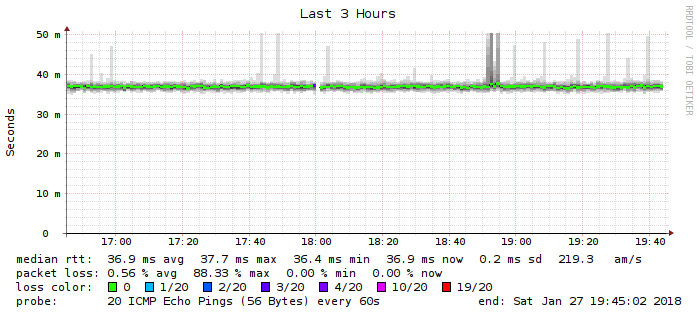 Last 3 Hours
RRDTOOL / TOBI OETIKER
Seconds
50 m
40 m
30 m
20 m
10 m
0
17:00 17:20 17:40 18:00 18:20 18:40 19:00 19:20 19:40
median rtt: 36.9 ms avg 37.7 ms max 36.4 ms min 36.9 ms now 0.2 ms sd 219.3 am/s
packet loss: 0.56 % avg 88.33 % max 0.00 % min 0.00 % now
loss color: 0 1/20 2/20 3/20 4/20 10/20 19/20
probe: 20 ICMP Echo Pings (56 Bytes) every 60s end: Sat Jan 27 19:45:02 2018